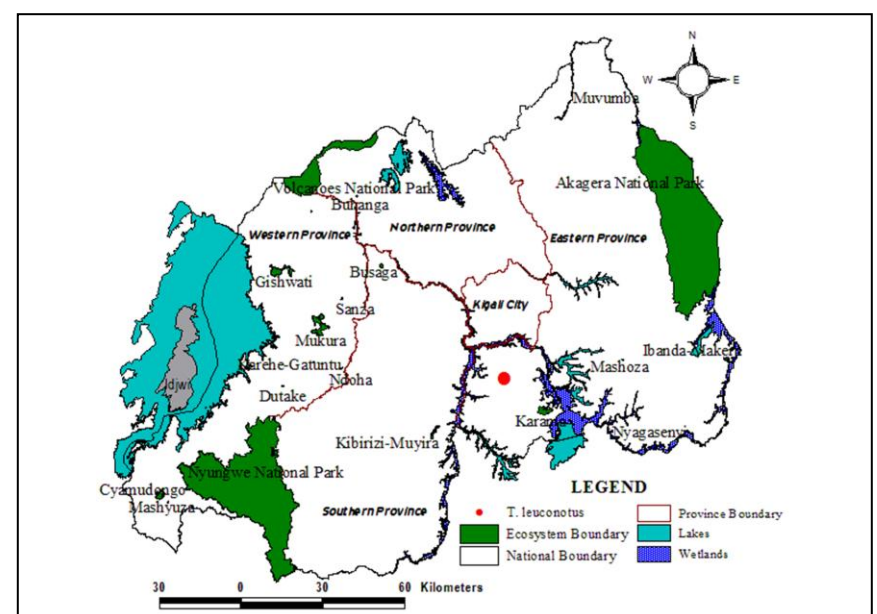 N
W E
S
Muvumba
Akagera National Park
Volcanoes National Park
Buhanga
Northern Province
Western Province
Eastern Province
Gishwati
Busaga
Kigali City
Sanza
Mukura
Ibanda-Makera
Mashoza
Ndoha
Idjwi
Dutake
Karama
Kibirizi-Muyira
Nyagasenyi
Nyungwe National Park
Cyamudongo
Mashyuza
Southern Province
LEGEND
T. leuconotus
Ecosystem Boundary
National Boundary
Province Boundary
Lakes
Wetlands
30 0 30 60 Kilometers